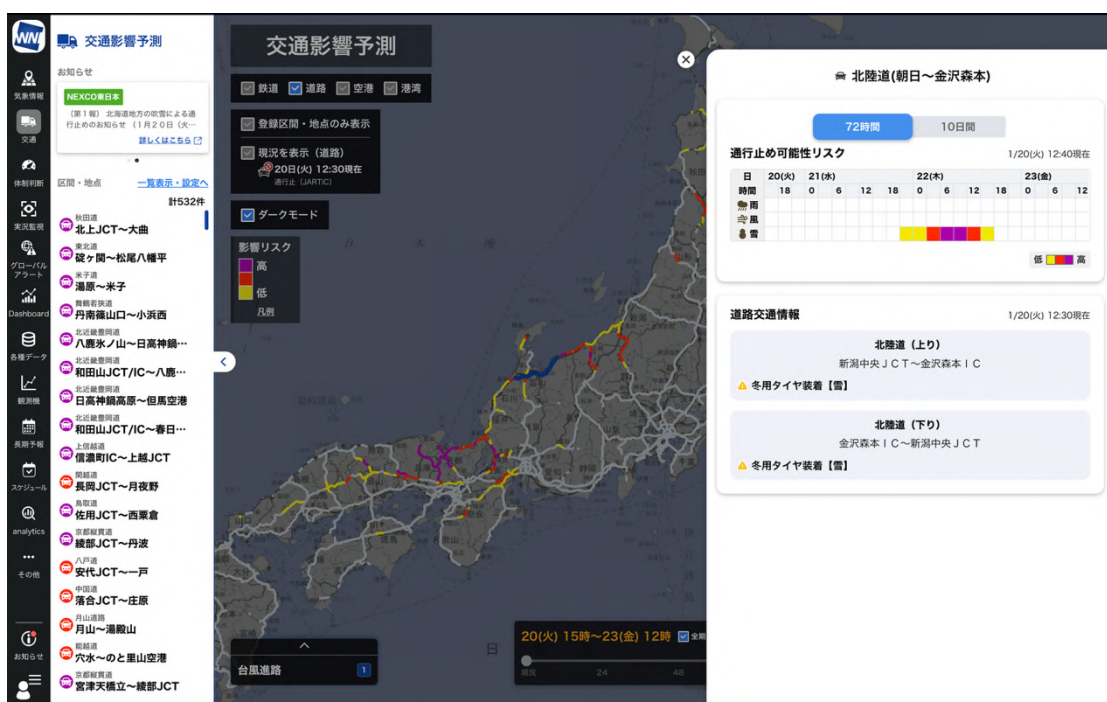 WNI
気象情報
交通
体制判断
実況監視
グローバル
アラート
Dashboard
各種データ
観測機
長期予報
スケジュール
analytics
その他
お知らせ
交通影響予測
お知らせ
NEXCO東日本
（第１報） 北海道地方の吹雪による通
行止めのお知らせ （１月２０日（火…
詳しくはこちら
区間・地点
一覧表示・設定へ
計532件
秋田道
北上JCT〜大曲
東北道
碇ヶ関〜松尾八幡平
米子道
湯原〜米子
舞鶴若狭道
丹南篠山口〜小浜西
北近畿豊岡道
八鹿氷ノ山〜日高神鍋…
北近畿豊岡道
和田山JCT/IC〜八鹿…
北近畿豊岡道
日高神鍋高原〜但馬空港
北近畿豊岡道
和田山JCT/IC〜春日…
上信越道
信濃町IC〜上越JCT
関越道
長岡JCT〜月夜野
鳥取道
佐用JCT〜西粟倉
京都縦貫道
綾部JCT〜丹波
八戸道
安代JCT〜一戸
中国道
落合JCT〜庄原
月山道路
月山〜湯殿山
能越道
穴水〜のと里山空港
京都縦貫道
宮津天橋立〜綾部JCT
交通影響予測
鉄道 道路 空港 港湾
登録区間・地点のみ表示
現況を表示（道路）
20日(火) 12:30現在
通行止（JARTIC）
ダークモード
影響リスク
高
低
凡例
日 本 海
石川
山口
日
台風進路
1
20(火) 15時〜23(金) 12時
全期
現況 24 48
北陸道(朝日〜金沢森本)
72時間 10日間
通行止め可能性リスク
1/20(火) 12:40現在
日 20(火) 21(水) 22(木) 23(金)
時間 18 0 6 12 18 0 6 12 18 0 6 12
雨
風
雪
低 高
道路交通情報
1/20(火) 12:30現在
北陸道（上り）
新潟中央ＪＣＴ〜金沢森本ＩＣ
冬用タイヤ装着【雪】
北陸道（下り）
金沢森本ＩＣ〜新潟中央ＪＣＴ
冬用タイヤ装着【雪】